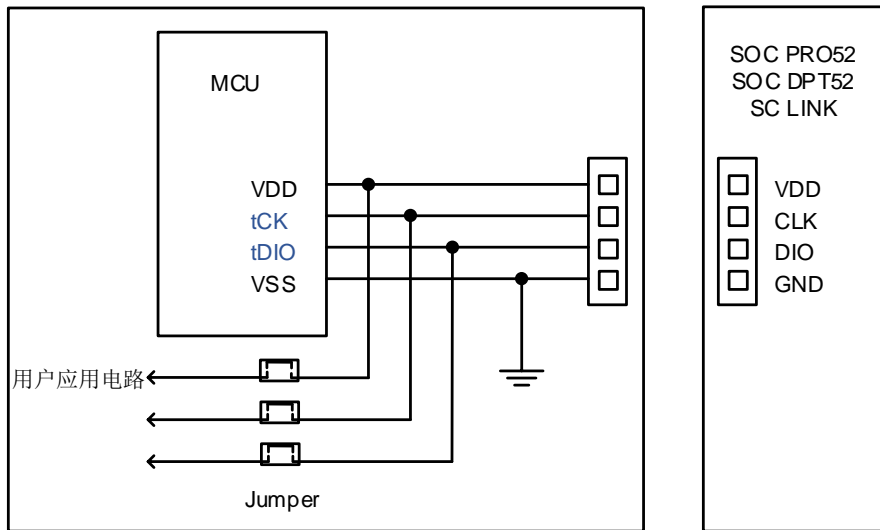 MCU
VDD
tCK
tDIO
VSS
用户应用电路
Jumper
SOC PRO52
SOC DPT52
SC LINK
VDD
CLK
DIO
GND